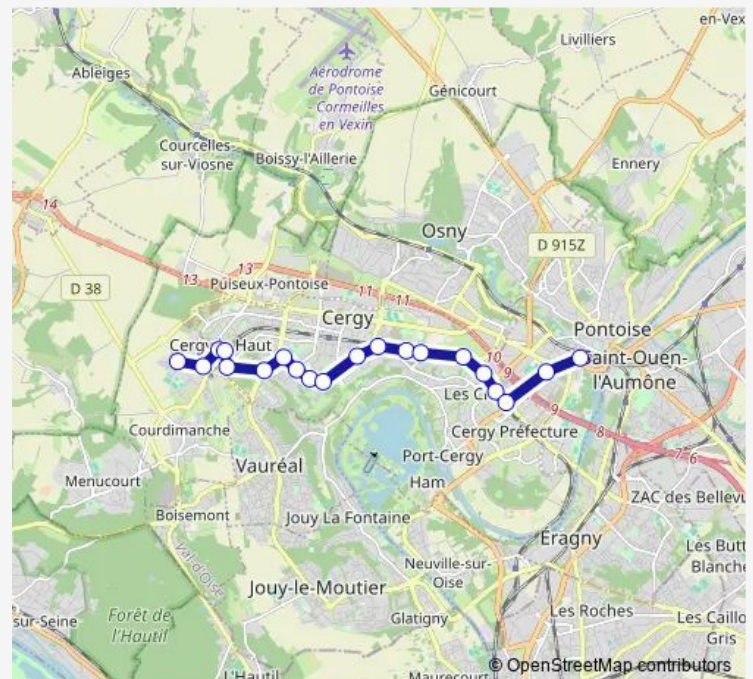 en-Vex
Livilliers
Ableiges
Aérodrome
de Pontoise
- Cormeilles
en Vexin
Génicourt
Courcelles-
sur-Viosne
Boissy-l'Aillerie
Ennery
14
Osny
D 915Z
13
13
D 38
Puiseux-Pontoise
11
11
Cergy
Pontoise
Cergy
Haut
10
9
Saint-Ouen-
l'Aumône
Les C
9
8
7
6
Courdimanche
Cergy Préfecture
Vauréal
Port-Cergy
Menucourt
Ham
ZAC des Bellevu
Boisemont
Jouy La Fontaine
Éragny
Les Butt
Blanche
Val-d'Oise
Neuville-sur-
Oise
Jouy-le-Moutier
Forêt de
l'Hautil
sur-Seine
Glatigny
Les Roches
Les Caillo
Gris
L'Hautil
Maurecourt
© OpenStreetMap contributors